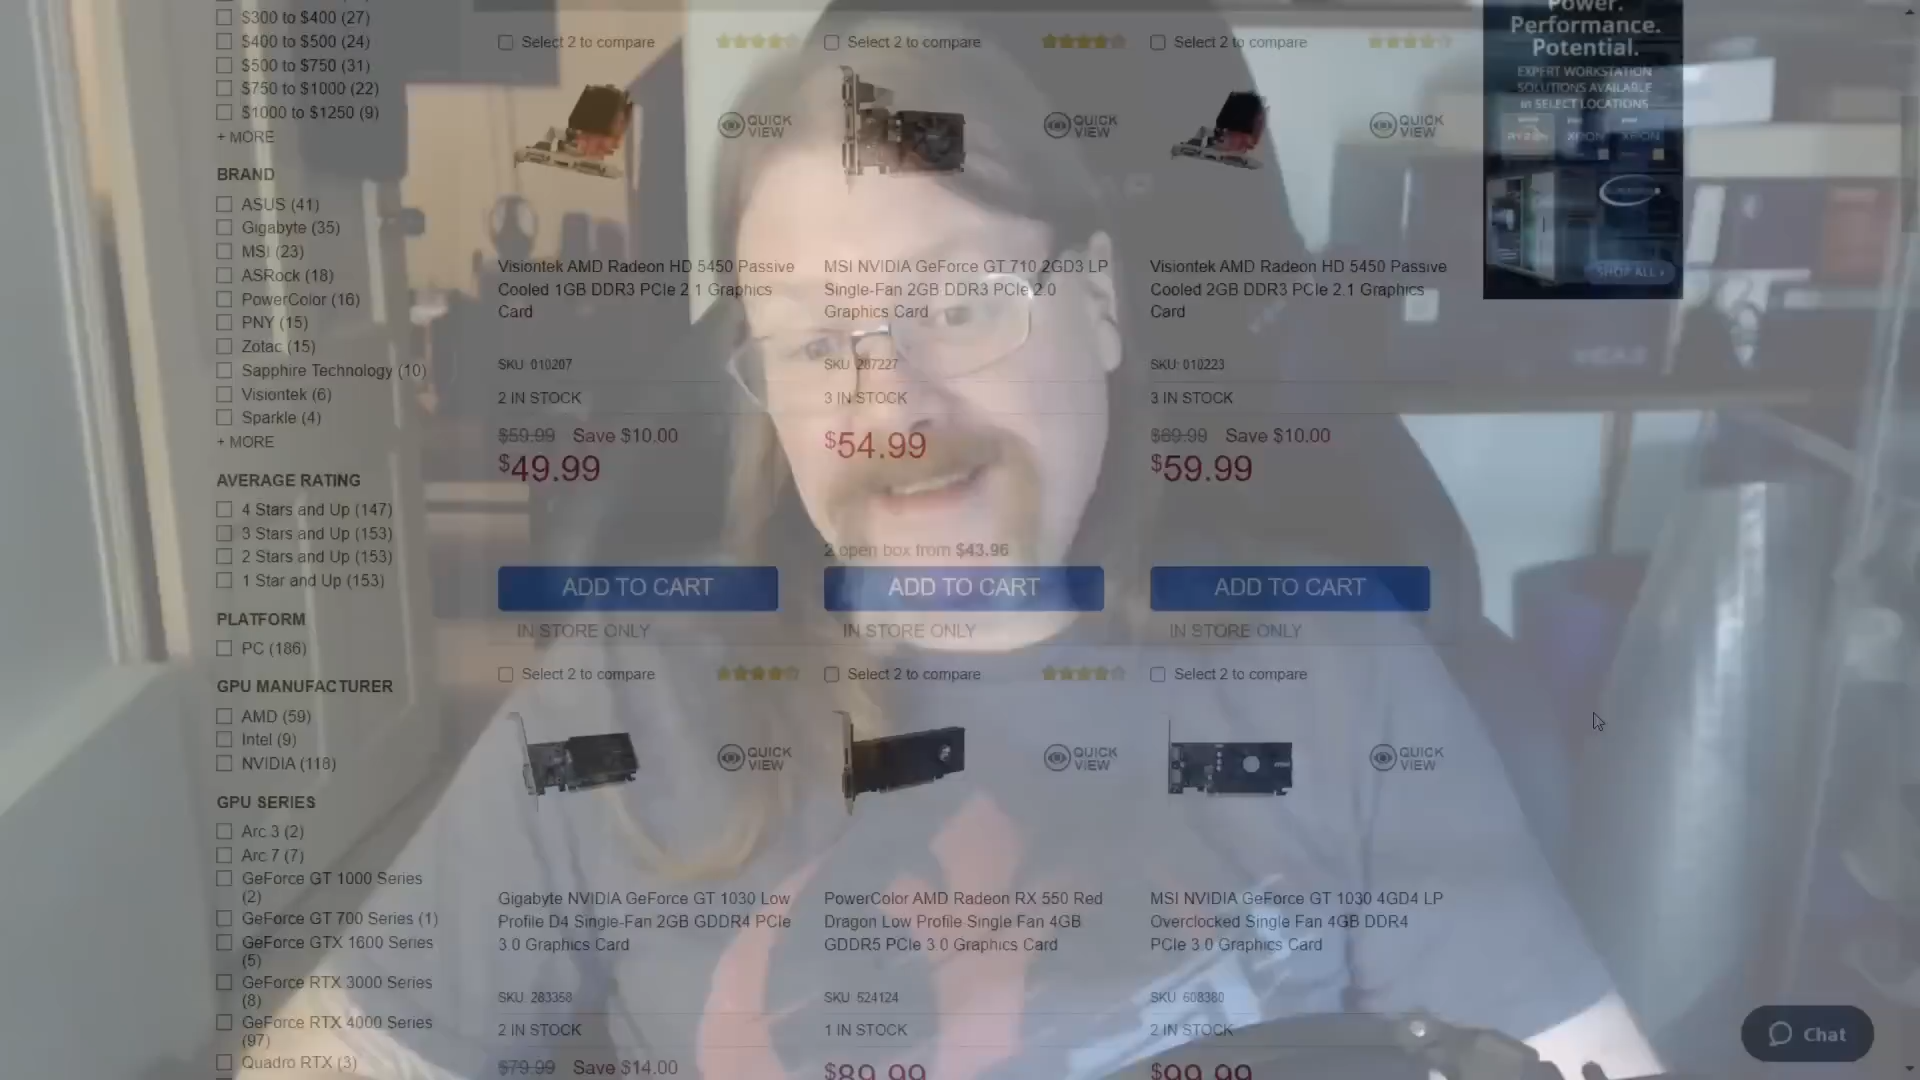 $300 to $400 (27)
$400 to $500 (24)
$500 to $750 (31)
$750 to $1000 (22)
$1000 to $1250 (9)
+ MORE
BRAND
ASUS (41)
Gigabyte (35)
MSI (23)
ASRock (18)
PowerColor (16)
PNY (15)
Zotac (15)
Sapphire Technology (10)
Visiontek (6)
Sparkle (4)
+ MORE
AVERAGE RATING
4 Stars and Up (147)
3 Stars and Up (153)
2 Stars and Up (153)
1 Star and Up (153)
PLATFORM
PC (186)
GPU MANUFACTURER
AMD (59)
Intel (9)
NVIDIA (118)
GPU SERIES
Arc 3 (2)
Arc 7 (7)
GeForce GT 1000 Series
(2)
GeForce GT 700 Series (1)
GeForce GTX 1600 Series
(5)
GeForce RTX 3000 Series
(8)
GeForce RTX 4000 Series
(97)
Quadro RTX (3)
Select 2 to compare
QUICK
VIEW
Visiontek AMD Radeon HD 5450 Passive
Cooled 1GB DDR3 PCIe 2.1 Graphics
Card
SKU: 010207
2 IN STOCK
$59.99 Save $10.00
$49.99
ADD TO CART
IN STORE ONLY
Select 2 to compare
QUICK
VIEW
MSI NVIDIA GeForce GT 710 2GD3 LP
Single-Fan 2GB DDR3 PCIe 2.0
Graphics Card
SKU: 287227
3 IN STOCK
$54.99
2 open box from $43.96
ADD TO CART
IN STORE ONLY
Select 2 to compare
QUICK
VIEW
Visiontek AMD Radeon HD 5450 Passive
Cooled 2GB DDR3 PCIe 2.1 Graphics
Card
SKU: 010223
3 IN STOCK
Save $10.00
$59.99
ADD TO CART
IN STORE ONLY
Select 2 to compare
QUICK
VIEW
Gigabyte NVIDIA GeForce GT 1030 Low
Profile D4 Single-Fan 2GB GDDR4 PCIe
3.0 Graphics Card
SKU: 283358
2 IN STOCK
$79.99 Save $14.00
Select 2 to compare
QUICK
VIEW
PowerColor AMD Radeon RX 550 Red
Dragon Low Profile Single Fan 4GB
GDDR5 PCIe 3.0 Graphics Card
SKU: 524124
1 IN STOCK
$89.99
Select 2 to compare
QUICK
VIEW
MSI NVIDIA GeForce GT 1030 4GD4 LP
Overclocked Single Fan 4GB DDR4
PCIe 3.0 Graphics Card
SKU: 608380
2 IN STOCK
$99.99
Power.
Performance.
Potential.
EXPERT WORKSTATION
SOLUTIONS AVAILABLE
in SELECT LOCATIONS
RYZEN
XEON
SHOP ALL ›
Chat